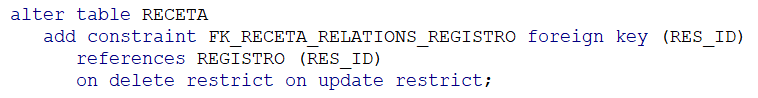 alter table RECETA
add constraint FK_RECETA_RELATIONS_REGISTRO foreign key (RES_ID)
references REGISTRO (RES_ID)
on delete restrict on update restrict;